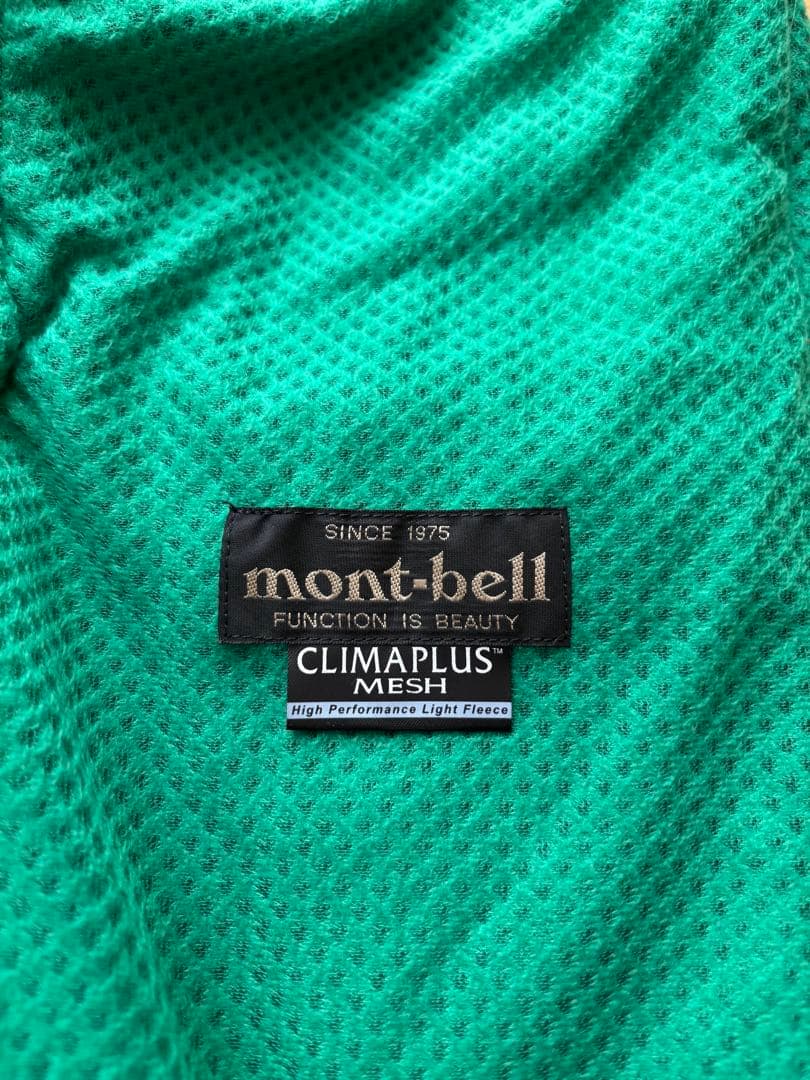 SINCE 1975
mont-bell
FUNCTION IS BEAUTY
CLIMAPLUS™
MESH
High Performance Light Fleece